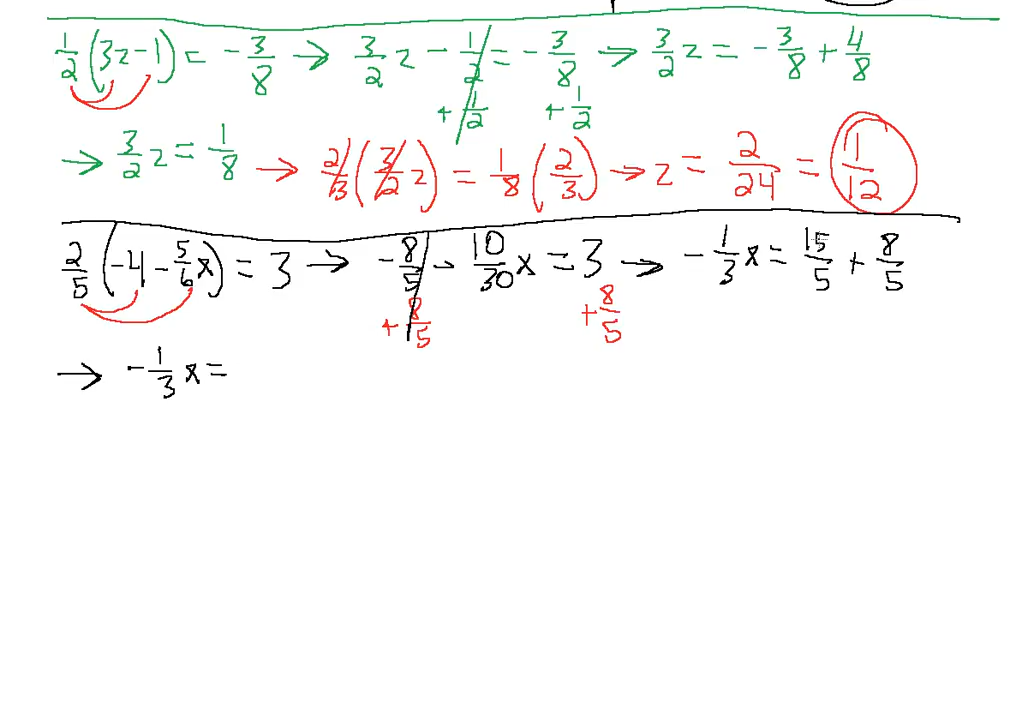 1/2 (3z - 1) = - 3/8 → 3/2 z - 1/2 = - 3/8 → 3/2 z = - 3/8 + 4/8
+ 1/2 + 1/2
→ 3/2 z = 1/8 → 2/3 (3/2 z) = 1/8 (2/3) → z = 2/24 = 1/12
2/5 (-4 - 5/6 x) = 3 → - 8/5 - 10/30 x = 3 → - 1/3 x = 15/5 + 8/5
+ 8/5 + 8/5
→ - 1/3 x =